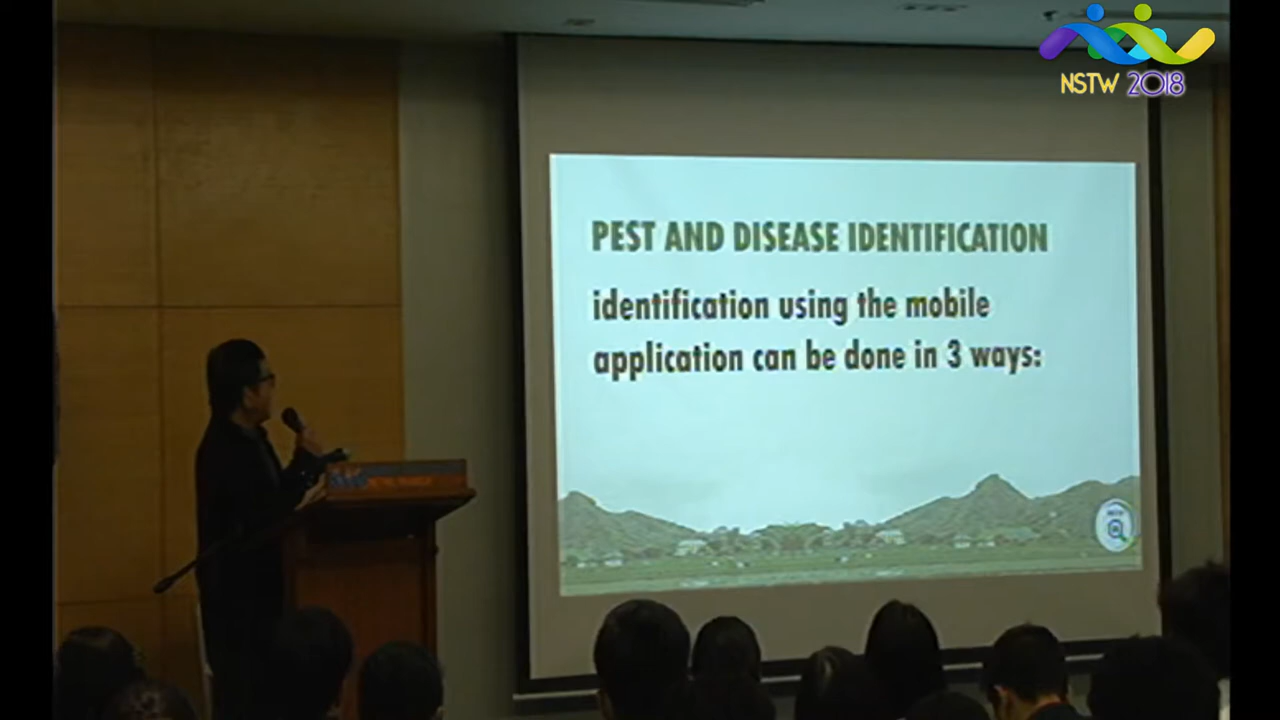 NSTW 2018
PEST AND DISEASE IDENTIFICATION
identification using the mobile
application can be done in 3 ways: